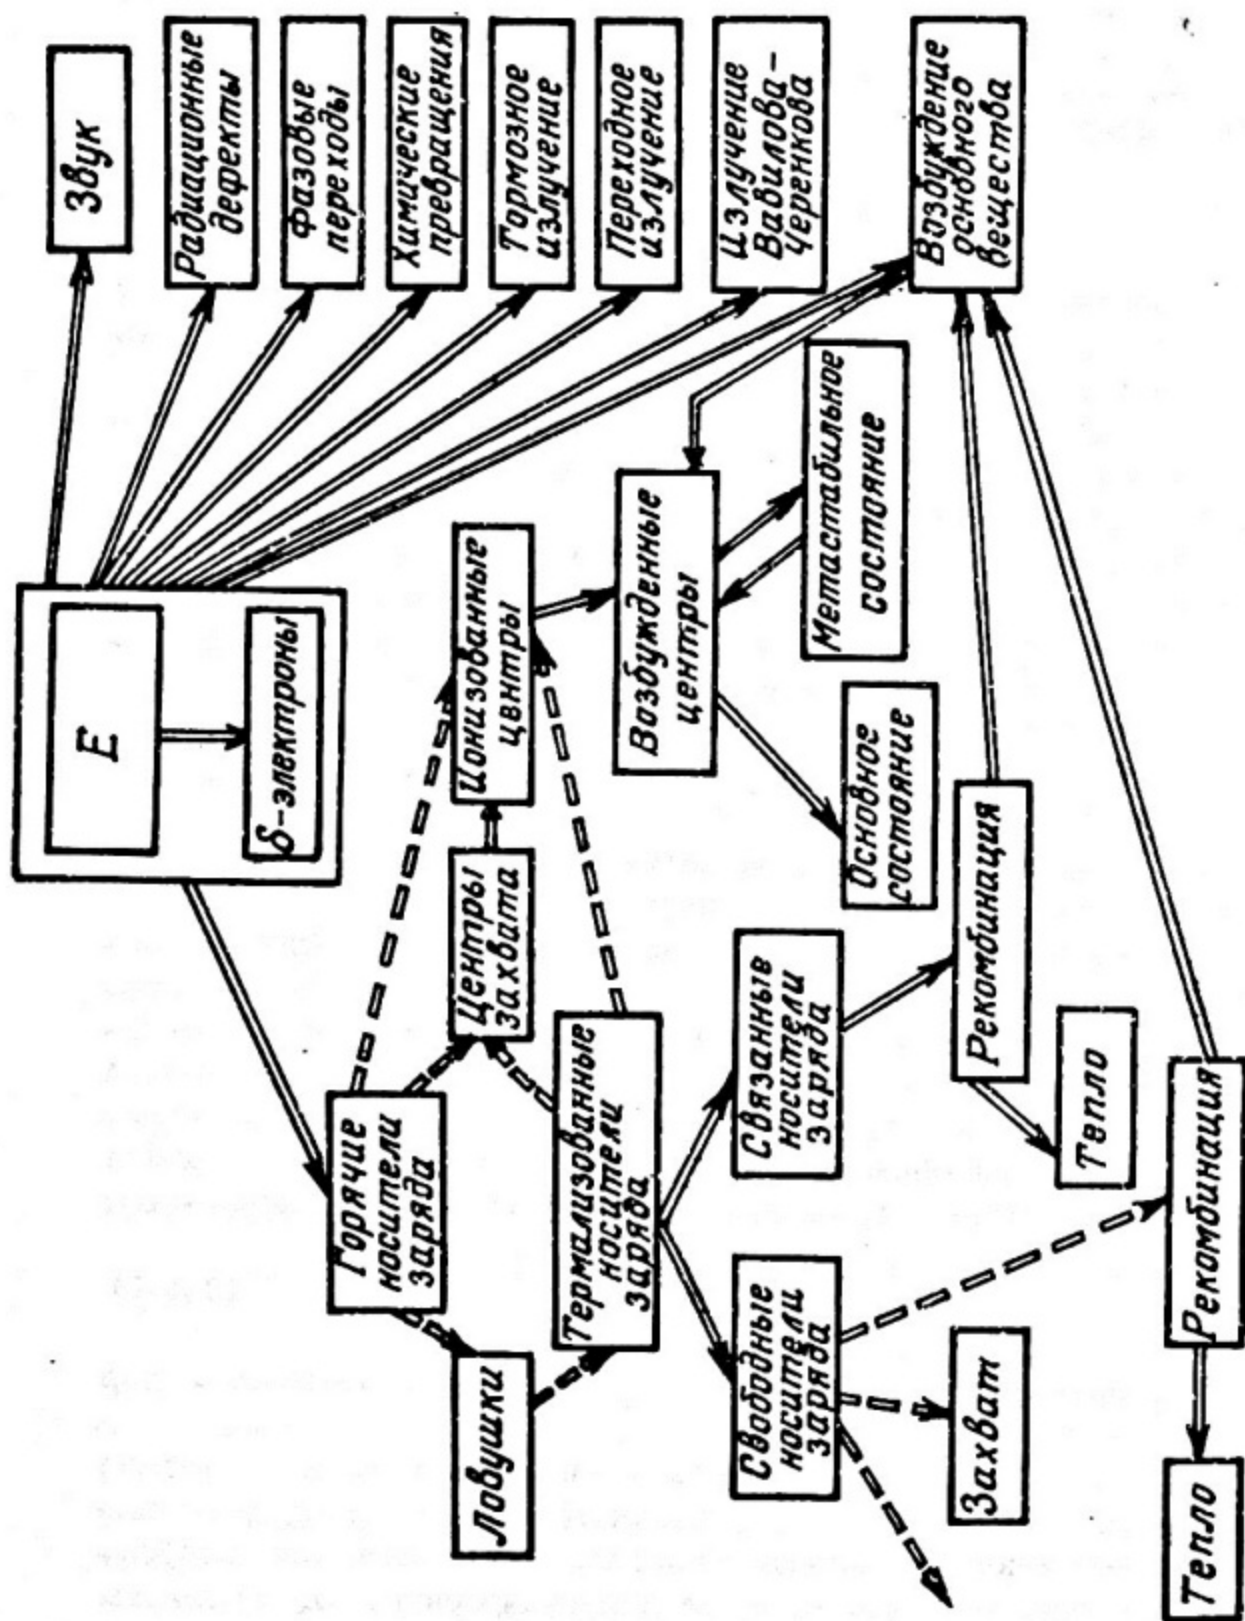 E
Звук
δ-электроны
Радиационные
дефекты
Фазовые
переходы
Химические
превращения
Тормозное
излучение
Переходное
излучение
Излучение
Вавилова-
Черенкова
Возбуждение
основного
вещества
Горячие
носители
заряда
Ловушки
Центры
захвата
Ионизованные
центры
Термализованные
носители
заряда
Возбужденные
центры
Метастабильное
состояние
Основное
состояние
Свободные
носители
заряда
Связанные
носители
заряда
Захват
Рекомбинация
Тепло
Рекомбинация
Тепло